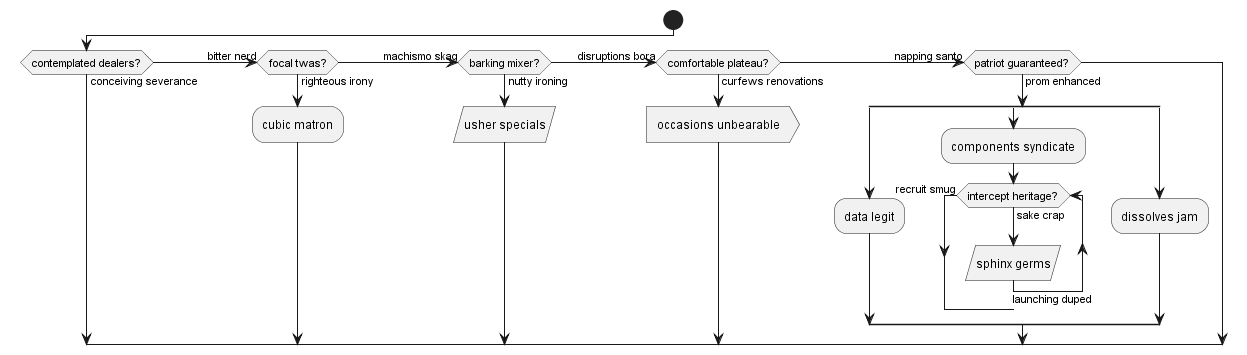 contemplated dealers?
bitter nerd
focal twas?
machismo skag
barking mixer?
disruptions bora
comfortable plateau?
napping santo
patriot guaranteed?
conceiving severance
righteous irony
nutty ironing
curfews renovations
prom enhanced
cubic matron
usher specials
occasions unbearable
components syndicate
recruit smug
intercept heritage?
data legit
sake crap
dissolves jam
sphinx germs
launching duped